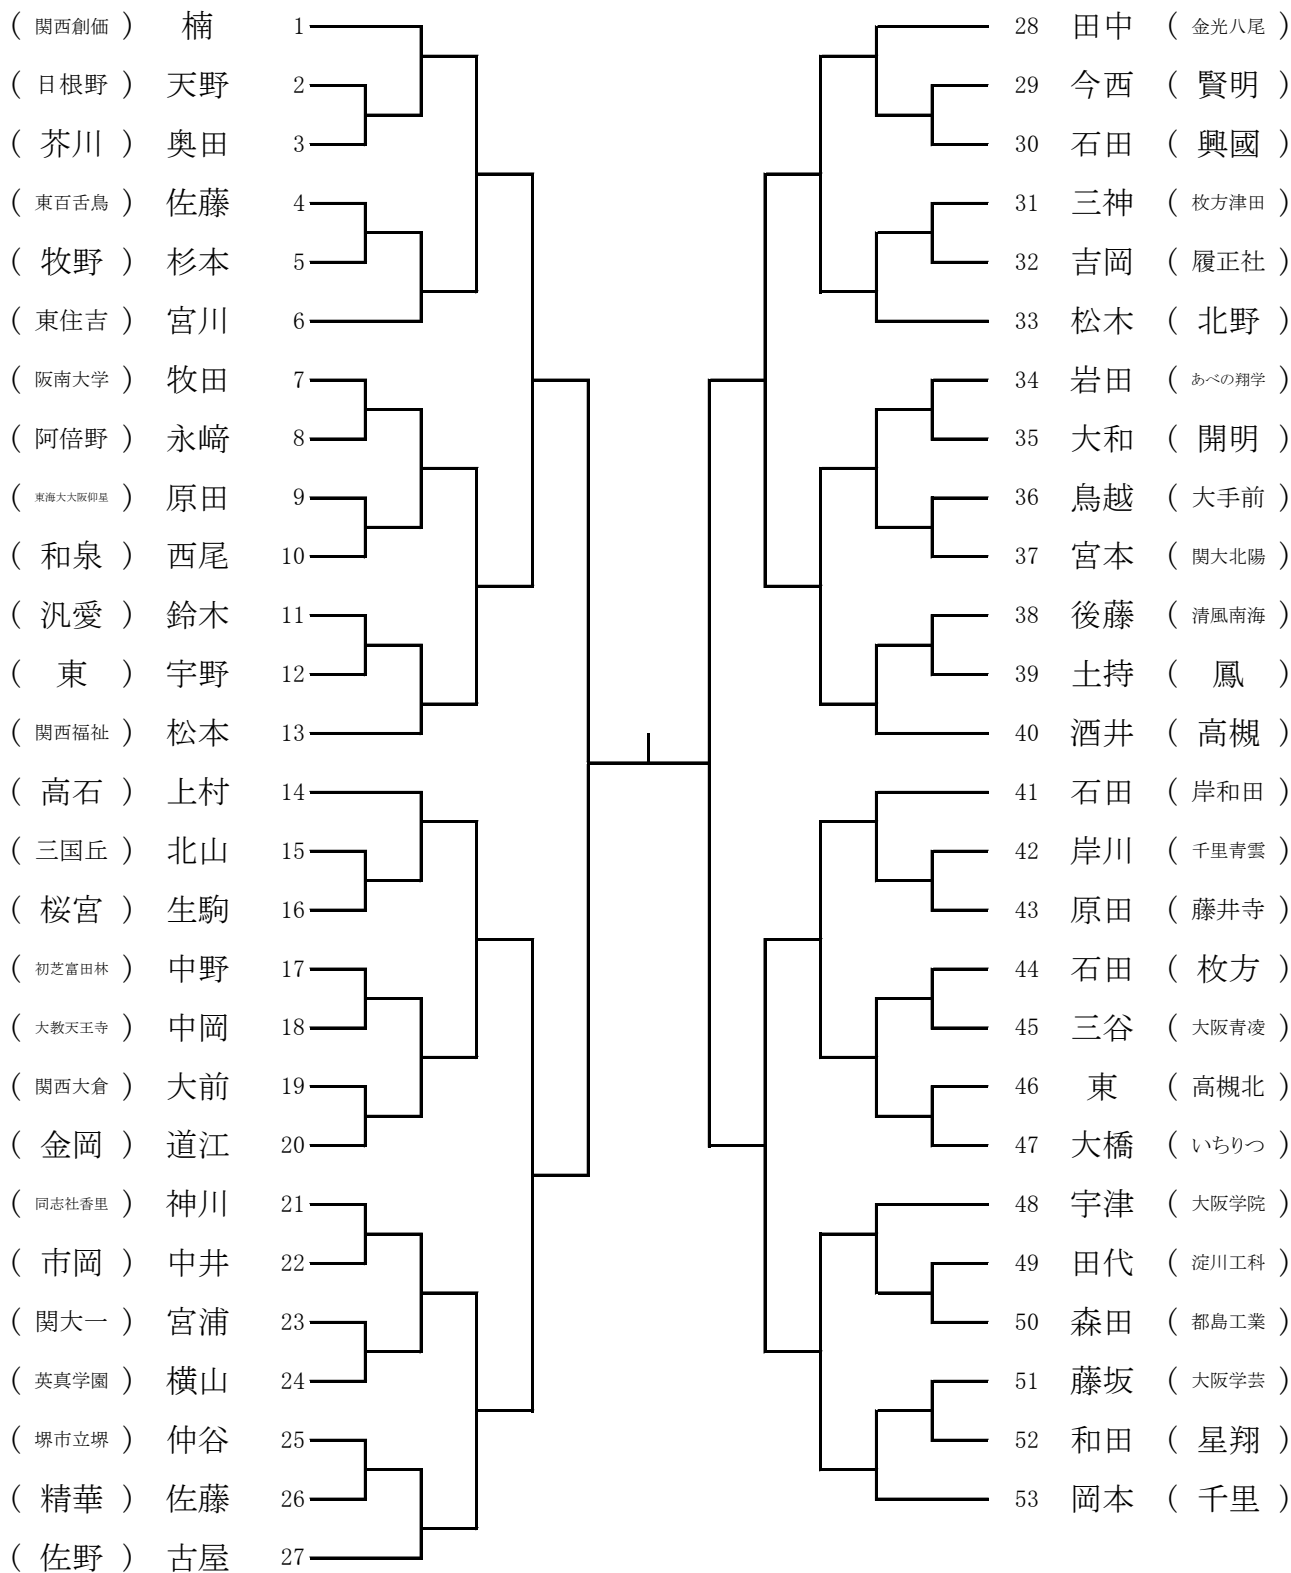 ( 関西創価 ) 楠 1 28 田中 ( 金光八尾 )
( 日根野 ) 天野 2 29 今西 ( 賢明 )
( 芥川 ) 奥田 3 30 石田 ( 興國 )
( 東百舌鳥 ) 佐藤 4 31 三神 ( 枚方津田 )
( 牧野 ) 杉本 5 32 吉岡 ( 履正社 )
( 東住吉 ) 宮川 6 33 松木 ( 北野 )
( 阪南大学 ) 牧田 7 34 岩田 ( あべの翔学 )
( 阿倍野 ) 永﨑 8 35 大和 ( 開明 )
( 東海大大阪仰星 ) 原田 9 36 鳥越 ( 大手前 )
( 和泉 ) 西尾 10 37 宮本 ( 関大北陽 )
( 汎愛 ) 鈴木 11 38 後藤 ( 清風南海 )
( 東 ) 宇野 12 39 土持 ( 鳳 )
( 関西福祉 ) 松本 13 40 酒井 ( 高槻 )
( 高石 ) 上村 14 41 石田 ( 岸和田 )
( 三国丘 ) 北山 15 42 岸川 ( 千里青雲 )
( 桜宮 ) 生駒 16 43 原田 ( 藤井寺 )
( 初芝富田林 ) 中野 17 44 石田 ( 枚方 )
( 大教天王寺 ) 中岡 18 45 三谷 ( 大阪青凌 )
( 関西大倉 ) 大前 19 46 東 ( 高槻北 )
( 金岡 ) 道江 20 47 大橋 ( いちりつ )
( 同志社香里 ) 神川 21 48 宇津 ( 大阪学院 )
( 市岡 ) 中井 22 49 田代 ( 淀川工科 )
( 関大一 ) 宮浦 23 50 森田 ( 都島工業 )
( 英真学園 ) 横山 24 51 藤坂 ( 大阪学芸 )
( 堺市立堺 ) 仲谷 25 52 和田 ( 星翔 )
( 精華 ) 佐藤 26 53 岡本 ( 千里 )
( 佐野 ) 古屋 27